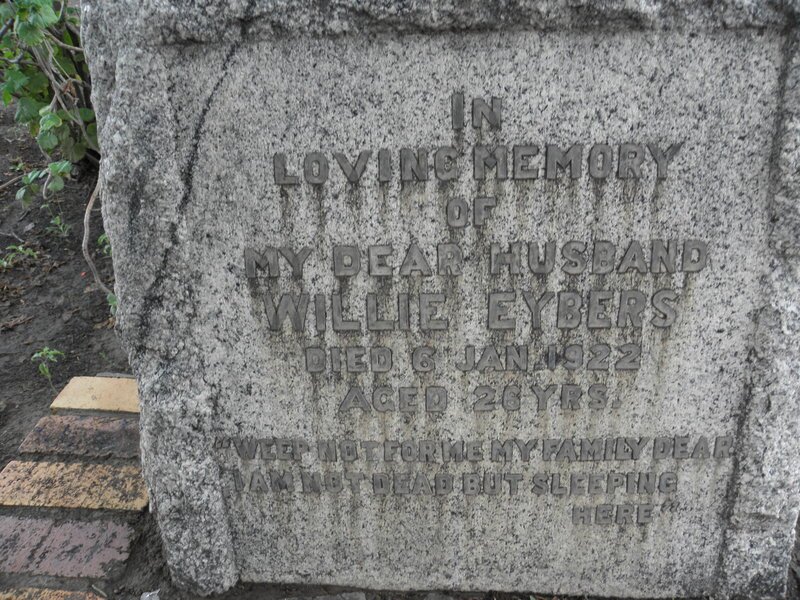 IN
LOVING MEMORY
OF
MY DEAR HUSBAND
WILLIE EYBERS
DIED 6 JAN. 1922
AGED 26 YRS.
"WEEP NOT FOR ME MY FAMILY DEAR
I AM NOT DEAD BUT SLEEPING
HERE"